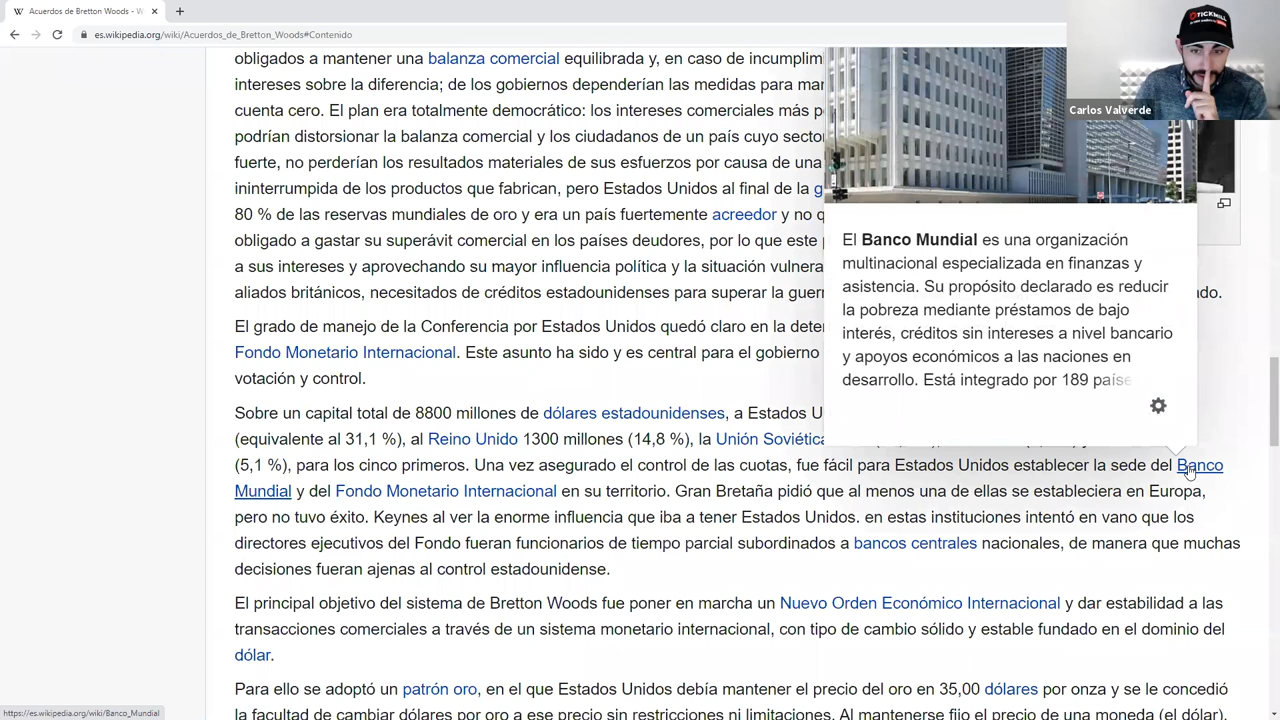 Acuerdos de Bretton Woods - W
es.wikipedia.org/wiki/Acuerdos_de_Bretton_Woods#Contenido
TICKMILL
Carlos Valverde
obligados a mantener una balanza comercial equilibrada y, en caso de incumplim
intereses sobre la diferencia; de los gobiernos dependerían las medidas para mar
cuenta cero. El plan era totalmente democrático: los intereses comerciales más p
podrían distorsionar la balanza comercial y los ciudadanos de un país cuyo secto
fuerte, no perderían los resultados materiales de sus esfuerzos por causa de una
ininterrumpida de los productos que fabrican, pero Estados Unidos al final de la g
80 % de las reservas mundiales de oro y era un país fuertemente acreedor y no q
obligado a gastar su superávit comercial en los países deudores, por lo que este p
a sus intereses y aprovechando su mayor influencia política y la situación vulnera
aliados británicos, necesitados de créditos estadounidenses para superar la guerr
ndo.
El grado de manejo de la Conferencia por Estados Unidos quedó claro en la deter
Fondo Monetario Internacional. Este asunto ha sido y es central para el gobierno
votación y control.
El Banco Mundial es una organización
multinacional especializada en finanzas y
asistencia. Su propósito declarado es reducir
la pobreza mediante préstamos de bajo
interés, créditos sin intereses a nivel bancario
y apoyos económicos a las naciones en
desarrollo. Está integrado por 189 paíse
Sobre un capital total de 8800 millones de dólares estadounidenses, a Estados U
(equivalente al 31,1 %), al Reino Unido 1300 millones (14,8 %), la Unión Soviética
(5,1 %), para los cinco primeros. Una vez asegurado el control de las cuotas, fue fácil para Estados Unidos establecer la sede del Banco
Mundial y del Fondo Monetario Internacional en su territorio. Gran Bretaña pidió que al menos una de ellas se estableciera en Europa,
pero no tuvo éxito. Keynes al ver la enorme influencia que iba a tener Estados Unidos. en estas instituciones intentó en vano que los
directores ejecutivos del Fondo fueran funcionarios de tiempo parcial subordinados a bancos centrales nacionales, de manera que muchas
decisiones fueran ajenas al control estadounidense.
El principal objetivo del sistema de Bretton Woods fue poner en marcha un Nuevo Orden Económico Internacional y dar estabilidad a las
transacciones comerciales a través de un sistema monetario internacional, con tipo de cambio sólido y estable fundado en el dominio del
dólar.
Para ello se adoptó un patrón oro, en el que Estados Unidos debía mantener el precio del oro en 35,00 dólares por onza y se le concedió
la facultad de cambiar dólares por oro a ese precio sin restricciones ni limitaciones. Al mantenerse fijo el precio de una moneda (el dólar),
https://es.wikipedia.org/wiki/Banco_Mundial